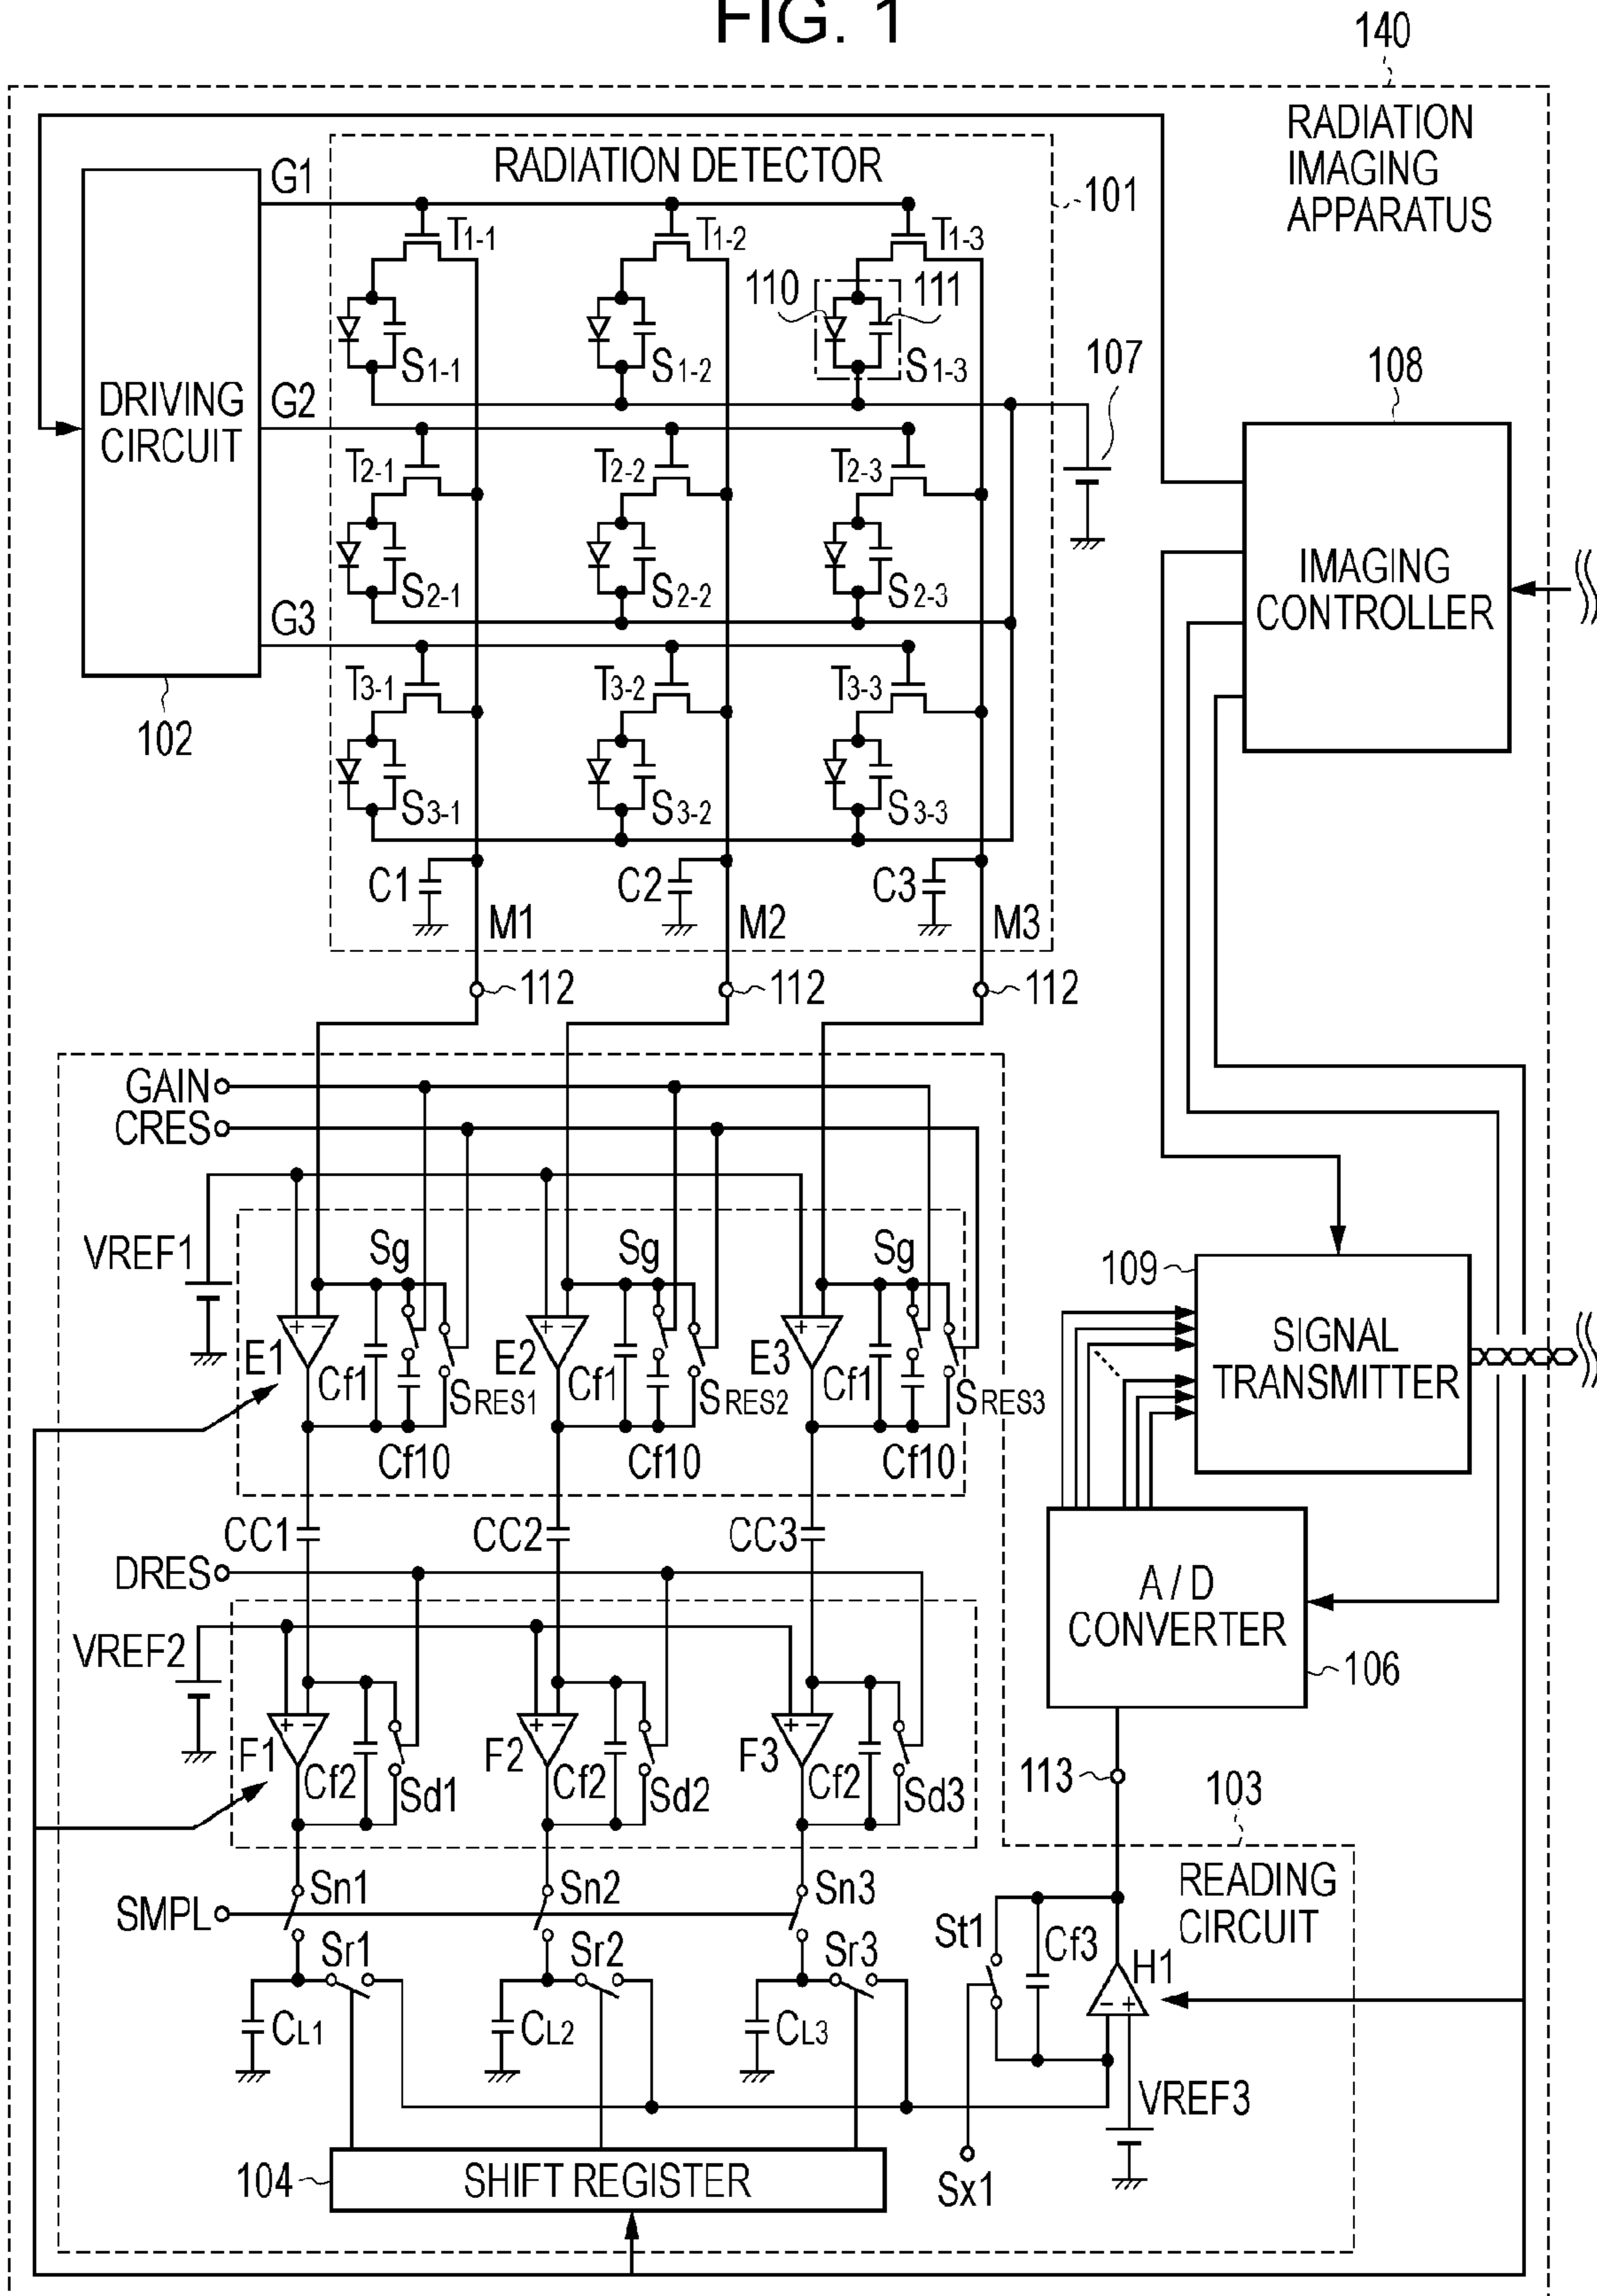 FIG. 1
140
RADIATION
IMAGING
APPARATUS
RADIATION DETECTOR
101
G1
T1-1
T1-2
T1-3
110
111
S1-1
S1-2
S1-3
107
108
DRIVING
CIRCUIT
G2
T2-1
T2-2
T2-3
S2-1
S2-2
S2-3
IMAGING
CONTROLLER
G3
T3-1
T3-2
T3-3
102
S3-1
S3-2
S3-3
C1
C2
C3
M1
M2
M3
112
112
112
GAIN
CRES
VREF1
Sg
Sg
Sg
+ −
+ −
+ −
E1
Cf1
SRES1
E2
Cf1
SRES2
E3
Cf1
SRES3
Cf10
Cf10
Cf10
109
SIGNAL
TRANSMITTER
CC1
CC2
CC3
DRES
A / D
CONVERTER
106
VREF2
+ −
+ −
+ −
F1
Cf2
Sd1
F2
Cf2
Sd2
F3
Cf2
Sd3
113
103
READING
CIRCUIT
SMPL
Sn1
Sn2
Sn3
Sr1
Sr2
Sr3
St1
Cf3
H1
− +
CL1
CL2
CL3
VREF3
104
SHIFT REGISTER
Sx1